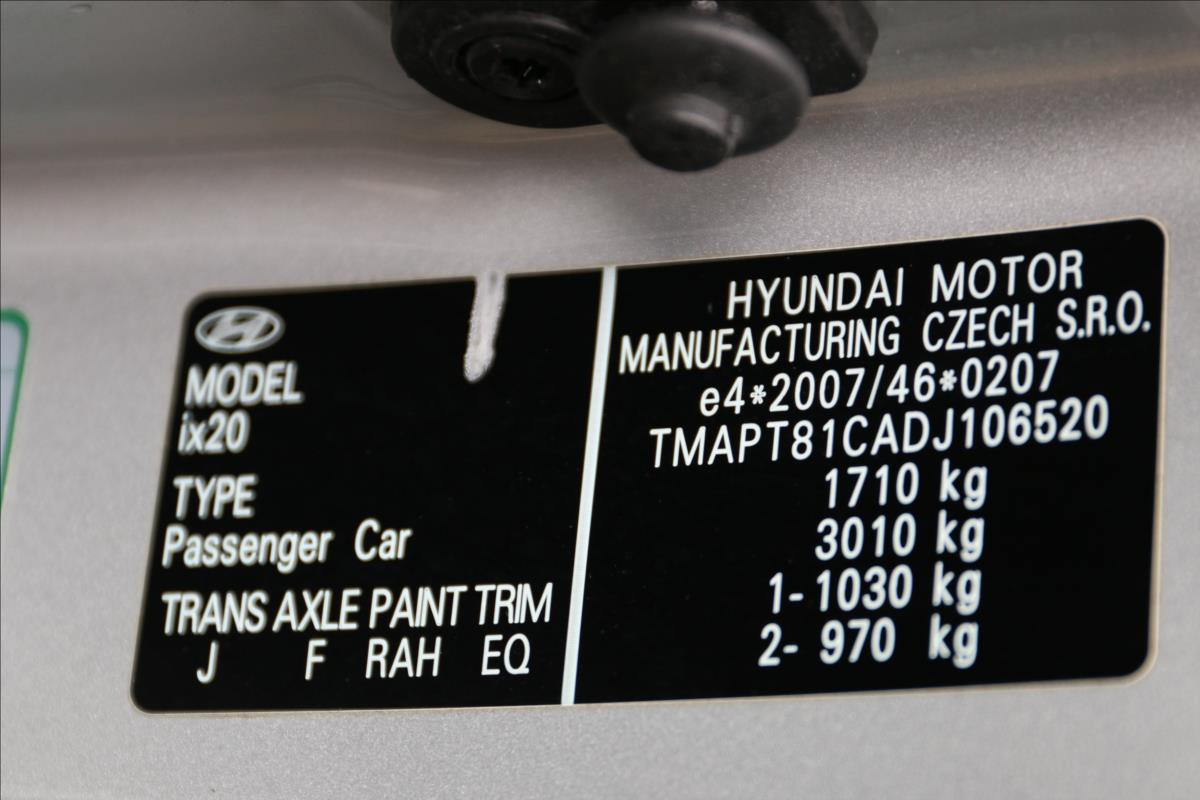 MODEL
ix20
TYPE
Passenger Car
TRANS AXLE PAINT TRIM
J F RAH EQ
HYUNDAI MOTOR
MANUFACTURING CZECH S.R.O.
e4*2007/46*0207
TMAPT81CADJ106520
1710 kg
3010 kg
1- 1030 kg
2- 970 kg